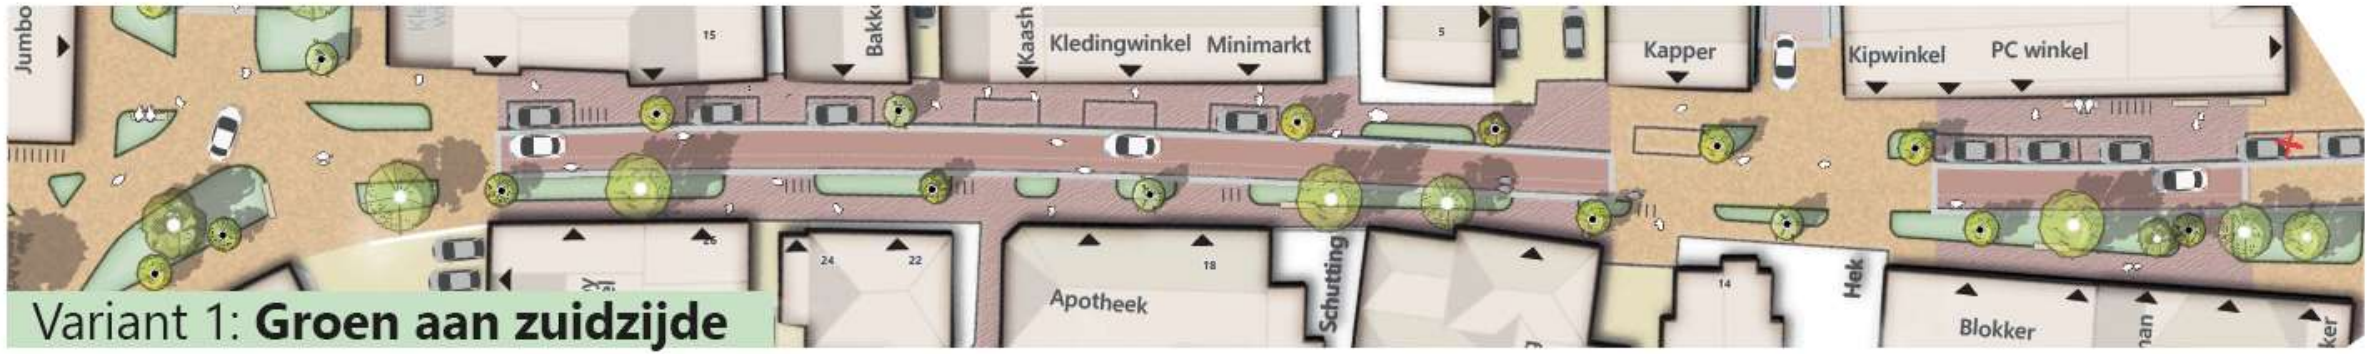 Jumbo
15
Kaash
Kledingwinkel
Minimarkt
5
Kapper
Kipwinkel
PC winkel
26
24
22
18
Apotheek
Schutting
14
Hek
Blokker
Variant 1: Groen aan zuidzijde